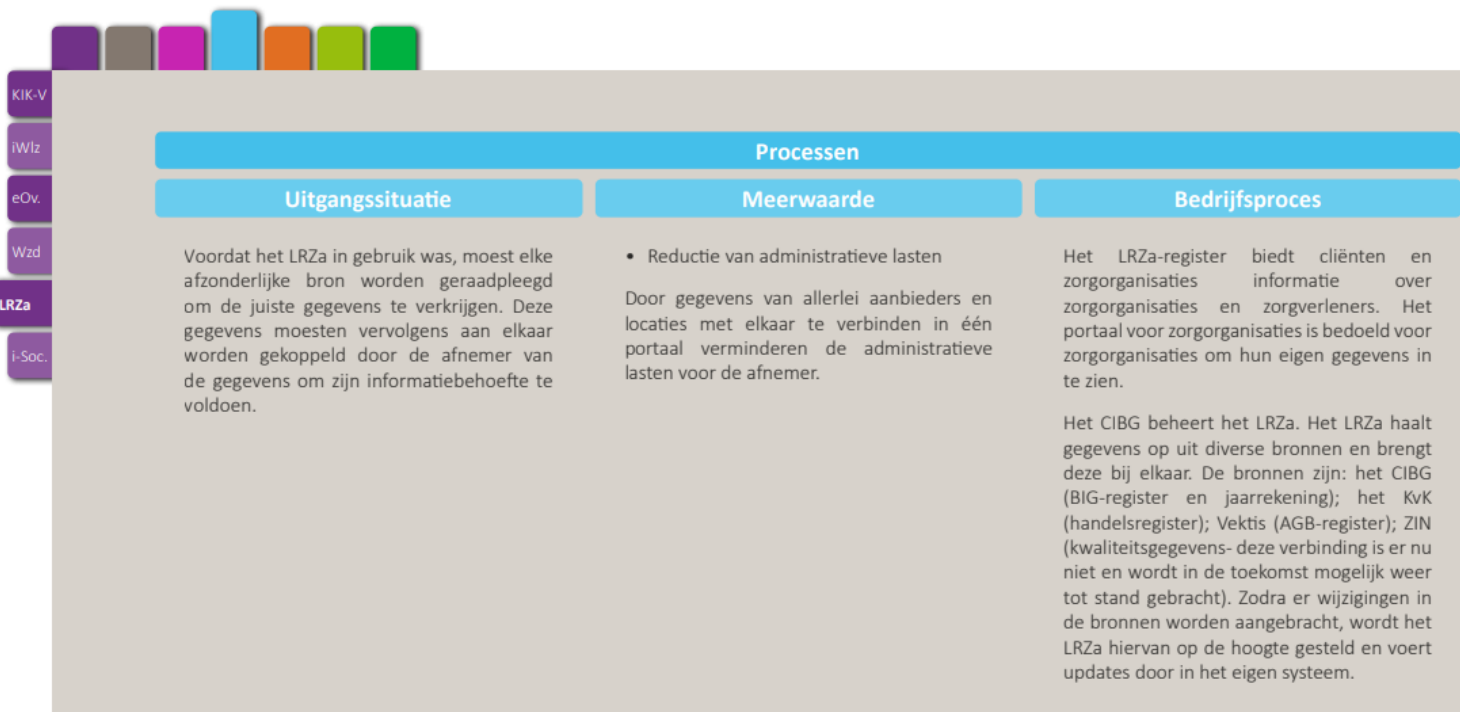 KIK-V
iWlz
eOv.
Wzd
LRZa
i-Soc.
Processen
Uitgangssituatie
Voordat het LRZa in gebruik was, moest elke
afzonderlijke bron worden geraadpleegd
om de juiste gegevens te verkrijgen. Deze
gegevens moesten vervolgens aan elkaar
worden gekoppeld door de afnemer van
de gegevens om zijn informatiebehoefte te
voldoen.
Meerwaarde
• Reductie van administratieve lasten
Door gegevens van allerlei aanbieders en
locaties met elkaar te verbinden in één
portaal verminderen de administratieve
lasten voor de afnemer.
Bedrijfsproces
Het LRZa-register biedt cliënten en
zorgorganisaties informatie over
zorgorganisaties en zorgverleners. Het
portaal voor zorgorganisaties is bedoeld voor
zorgorganisaties om hun eigen gegevens in
te zien.
Het CIBG beheert het LRZa. Het LRZa haalt
gegevens op uit diverse bronnen en brengt
deze bij elkaar. De bronnen zijn: het CIBG
(BIG-register en jaarrekening); het KvK
(handelsregister); Vektis (AGB-register); ZIN
(kwaliteitsgegevens- deze verbinding is er nu
niet en wordt in de toekomst mogelijk weer
tot stand gebracht). Zodra er wijzigingen in
de bronnen worden aangebracht, wordt het
LRZa hiervan op de hoogte gesteld en voert
updates door in het eigen systeem.